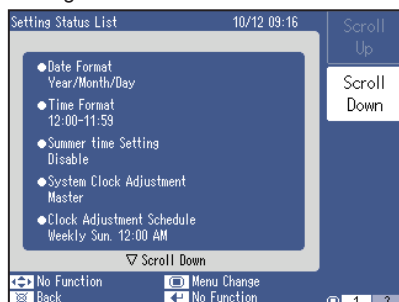 Setting Status List 10/12 09:16
●Date Format
Year/Month/Day
●Time Format
12:00-11:59
●Summer time Setting
Disable
●System Clock Adjustment
Master
●Clock Adjustment Schedule
Weekly Sun. 12:00 AM
▽ Scroll Down
Scroll
Up
Scroll
Down
No Function Menu Change
Back No Function
1 2